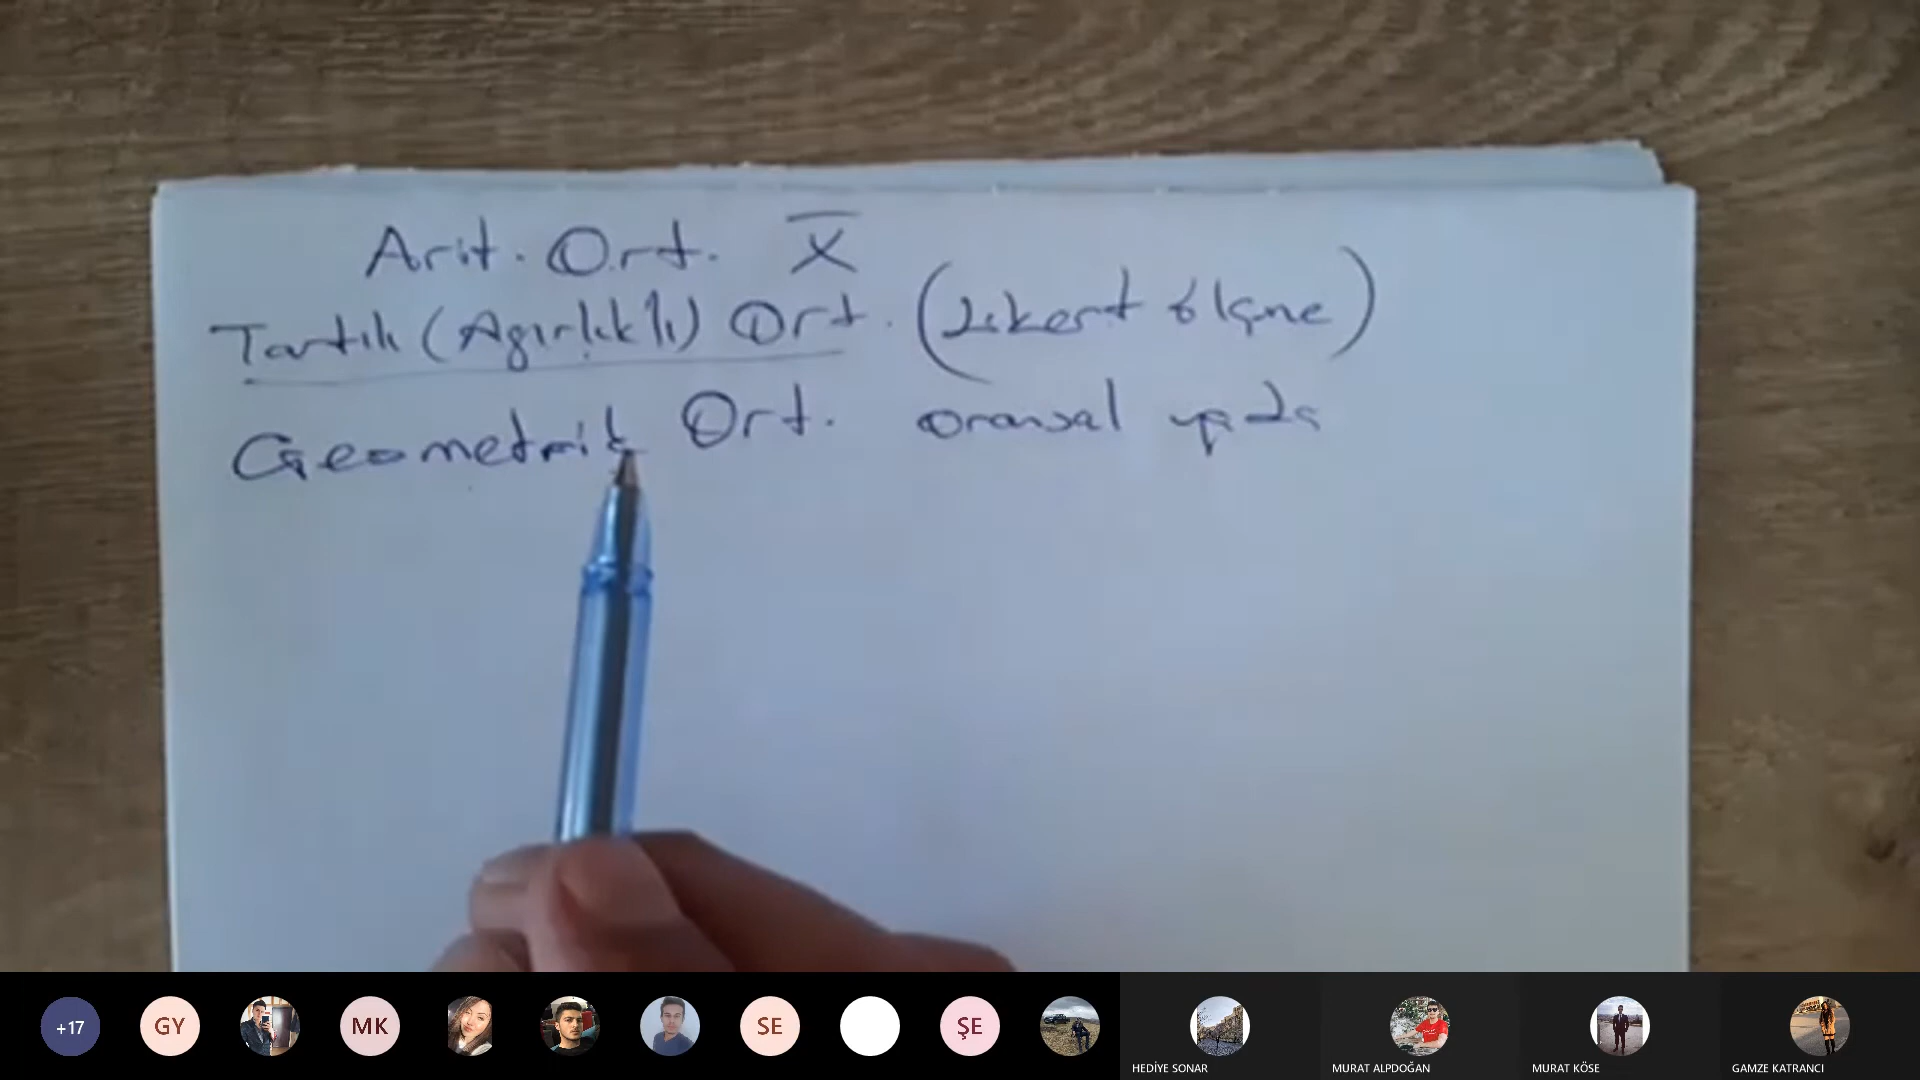 Arit. Ort. X̅
Tartılı (Ağırlıklı) Ort. (Likert ölçme)
Geometrik Ort. oransal
+17
GY
MK
SE
ŞE
HEDİYE SONAR
MURAT ALPDOĞAN
MURAT KÖSE
GAMZE KATRANCI